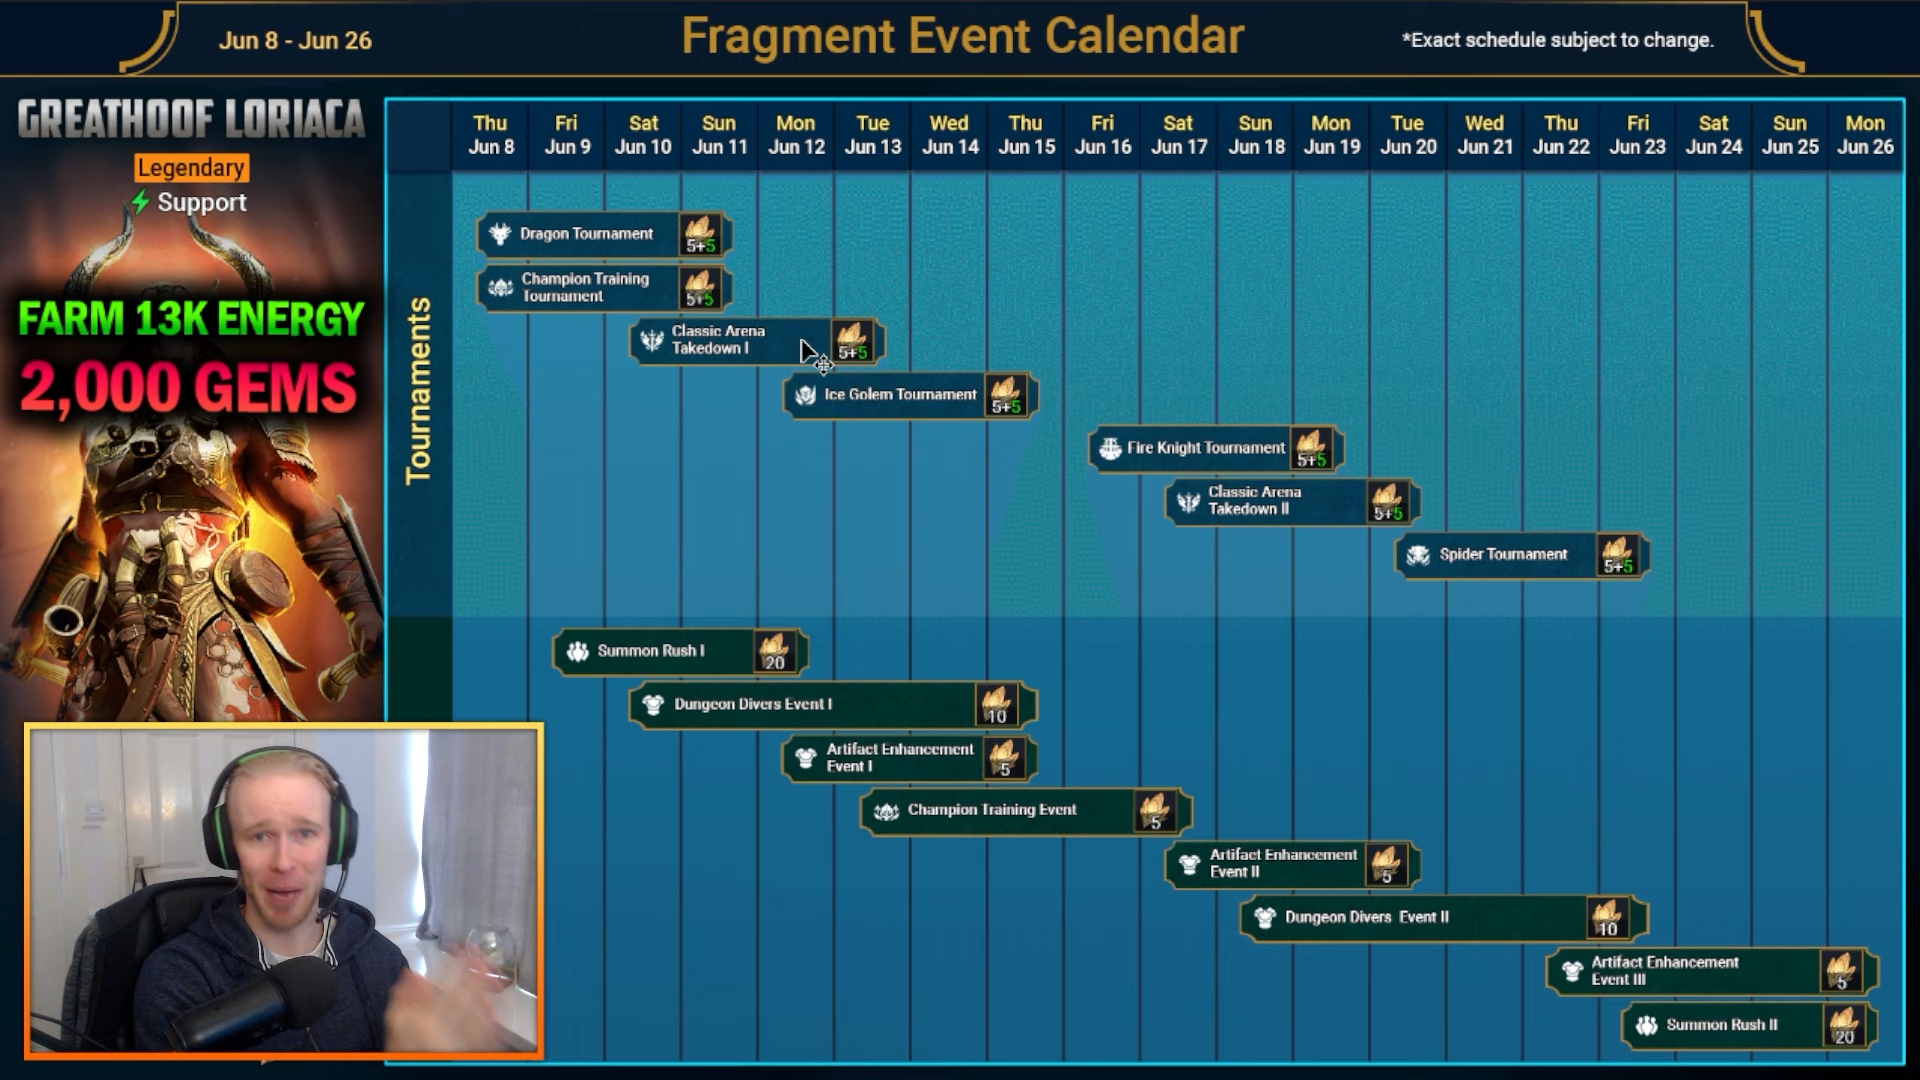 Jun 8 - Jun 26
Fragment Event Calendar
*Exact schedule subject to change.
GREATHOOF LORIACA
Legendary
Support
FARM 13K ENERGY
2,000 GEMS
Thu Fri Sat Sun Mon Tue Wed Thu Fri Sat Sun Mon Tue Wed Thu Fri Sat Sun Mon
Jun 8 Jun 9 Jun 10 Jun 11 Jun 12 Jun 13 Jun 14 Jun 15 Jun 16 Jun 17 Jun 18 Jun 19 Jun 20 Jun 21 Jun 22 Jun 23 Jun 24 Jun 25 Jun 26
Tournaments
Dragon Tournament
5+5
Champion Training
Tournament
5+5
Classic Arena
Takedown I
5+5
Ice Golem Tournament
5+5
Fire Knight Tournament
5+5
Classic Arena
Takedown II
5+5
Spider Tournament
5+5
Summon Rush I
20
Dungeon Divers Event I
10
Artifact Enhancement
Event I
5
Champion Training Event
5
Artifact Enhancement
Event II
5
Dungeon Divers Event II
10
Artifact Enhancement
Event III
5
Summon Rush II
20